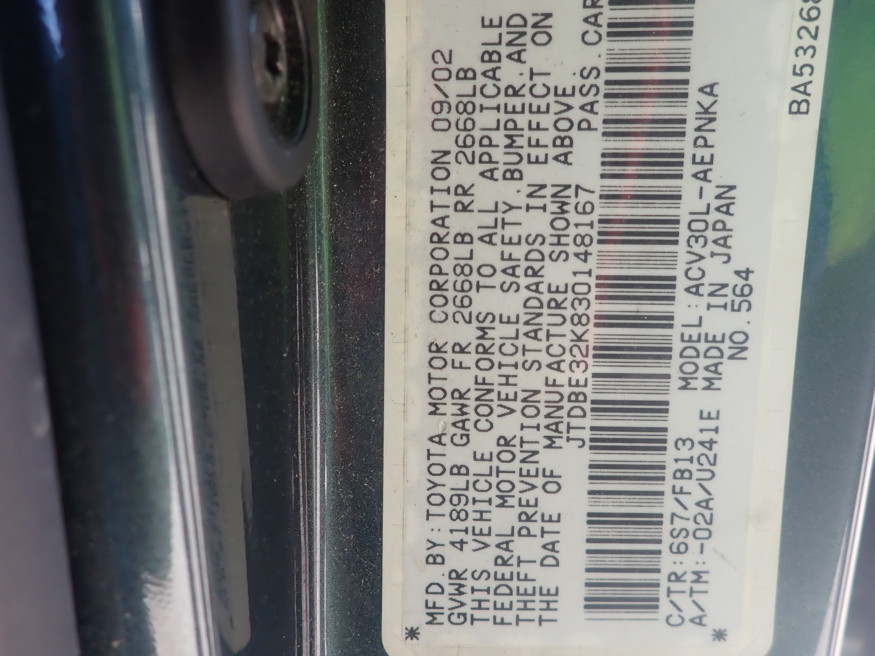 MFD.BY:TOYOTA MOTOR CORPORATION 09/02
GVWR 4189LB GAWR FR 2668LB RR 2668LB
THIS VEHICLE CONFORMS TO ALL APPLICABLE
FEDERAL MOTOR VEHICLE SAFETY,BUMPER,AND
THEFT PREVENTION STANDARDS IN EFFECT ON
THE DATE OF MANUFACTURE SHOWN ABOVE.
JTDBE32K830148167 PASS.CAR
C/TR:6S7/FB13 MODEL:ACV30L-AEPNKA
A/TM:-02A/U241E MADE IN JAPAN
* * NO.564
BA53268